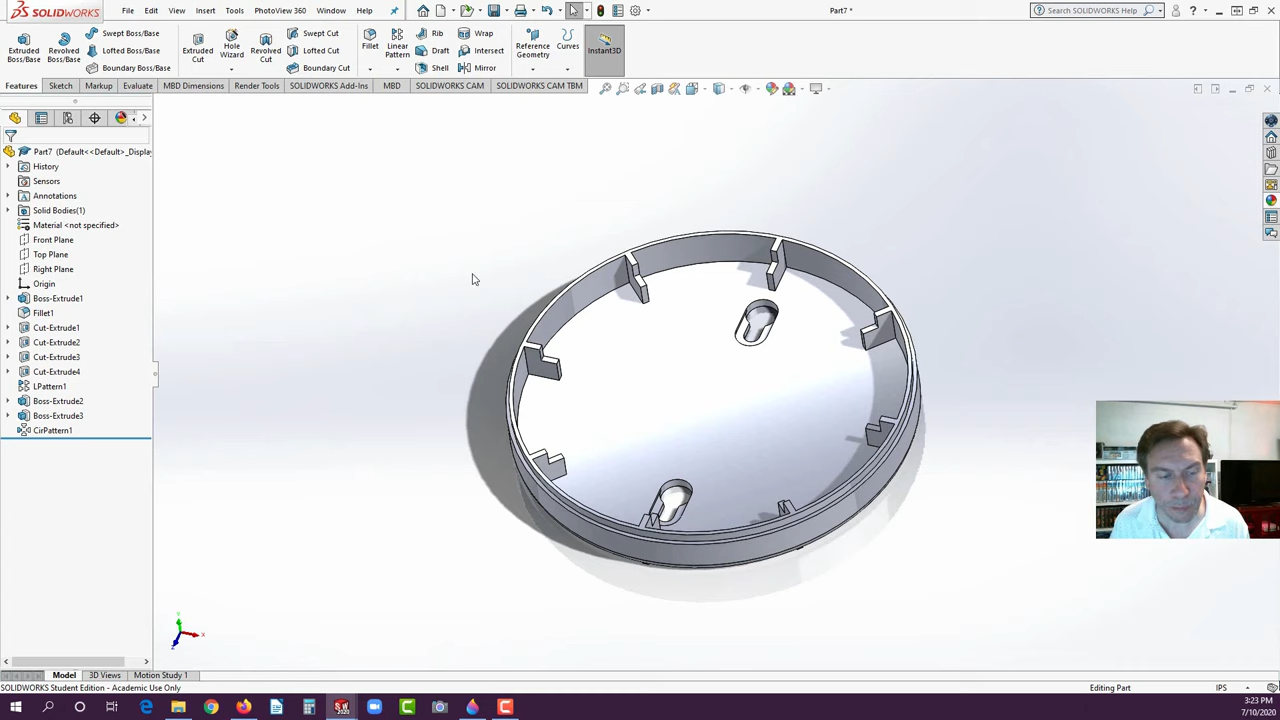 SOLIDWORKS File Edit View Insert Tools PhotoView 360 Window Help Part7 * Search SOLIDWORKS Help
Extruded Boss/Base
Revolved Boss/Base
Swept Boss/Base
Lofted Boss/Base
Boundary Boss/Base
Extruded Cut
Hole Wizard
Revolved Cut
Swept Cut
Lofted Cut
Boundary Cut
Fillet
Linear Pattern
Rib
Draft
Shell
Wrap
Intersect
Mirror
Reference Geometry
Curves
Instant3D
Features Sketch Markup Evaluate MBD Dimensions Render Tools SOLIDWORKS Add-Ins MBD SOLIDWORKS CAM SOLIDWORKS CAM TBM
Part7 (Default<<Default>_Displa
History
Sensors
Annotations
Solid Bodies(1)
Material <not specified>
Front Plane
Top Plane
Right Plane
Origin
Boss-Extrude1
Fillet1
Cut-Extrude1
Cut-Extrude2
Cut-Extrude3
Cut-Extrude4
LPattern1
Boss-Extrude2
Boss-Extrude3
CirPattern1
Y
X
Z
Model 3D Views Motion Study 1
SOLIDWORKS Student Edition - Academic Use Only Editing Part IPS
3:23 PM
7/10/2020